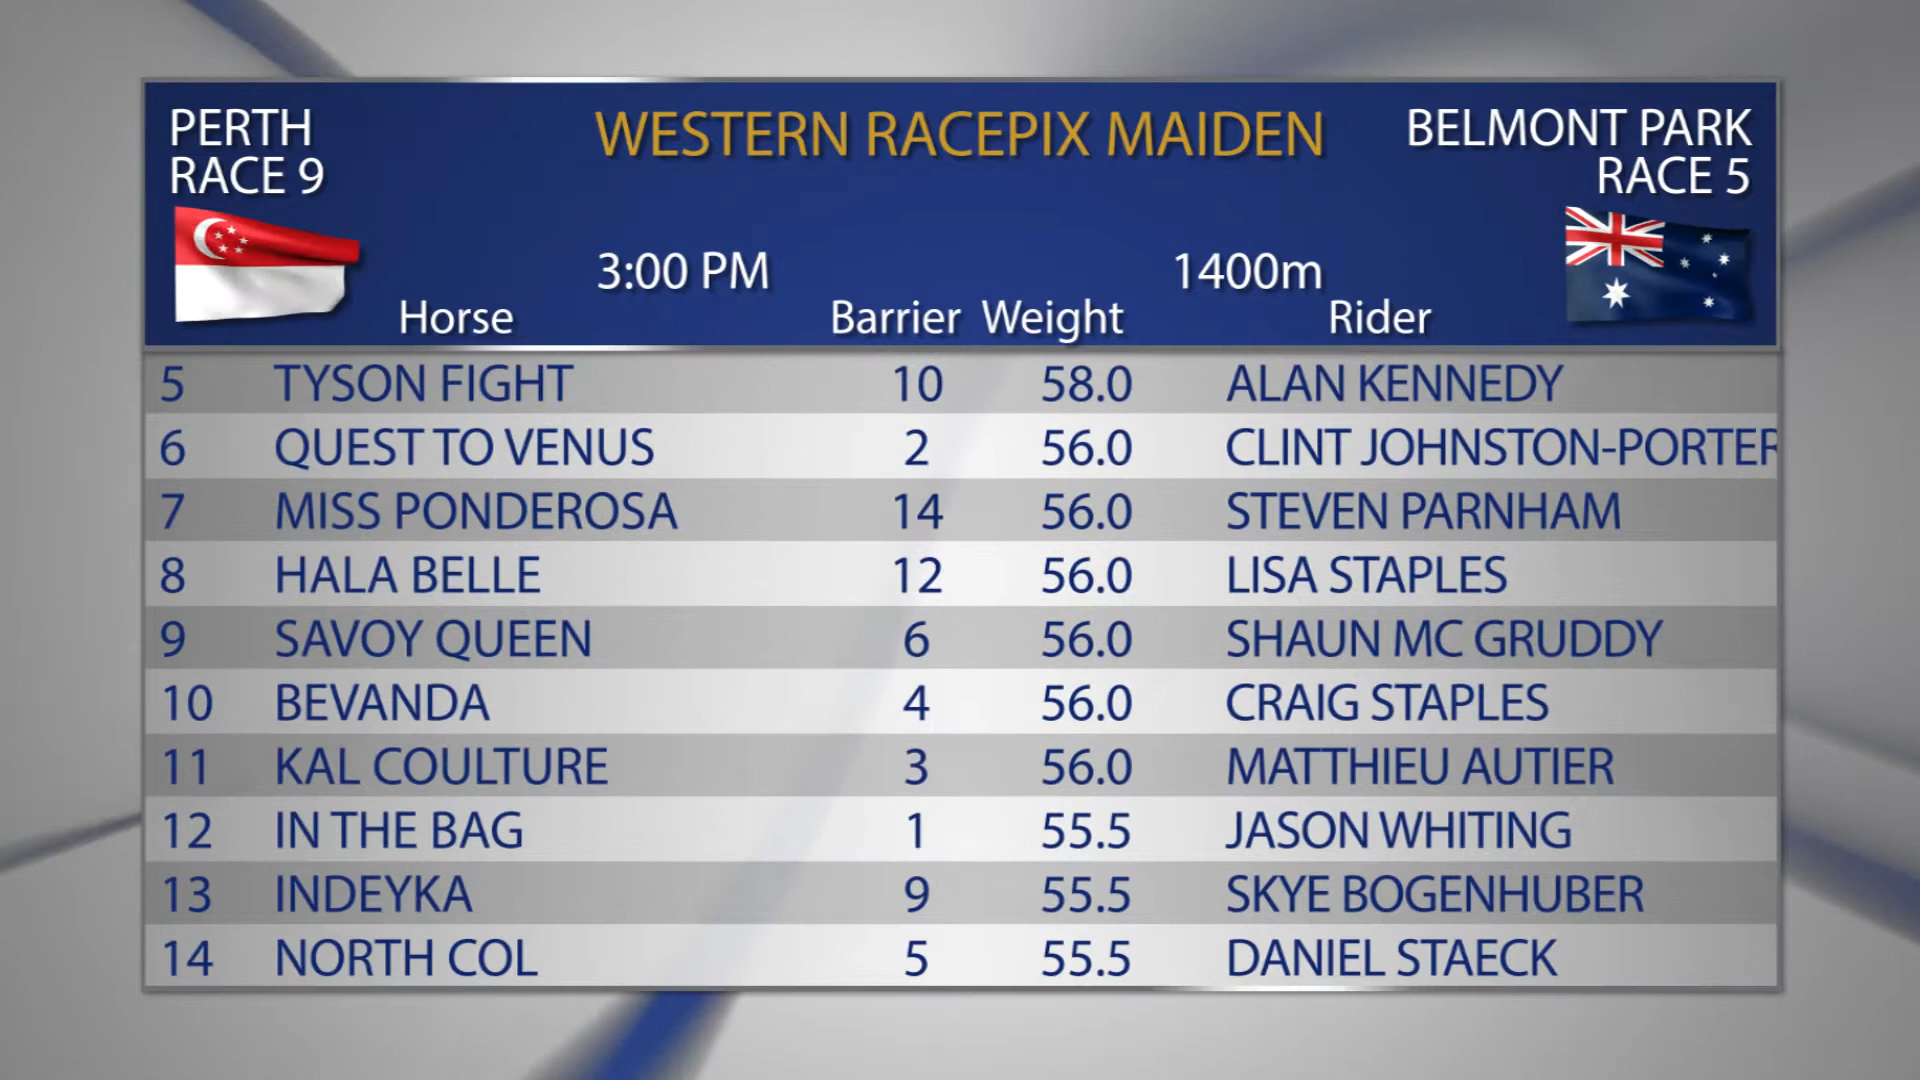 PERTH
RACE 9
WESTERN RACEPIX MAIDEN
BELMONT PARK
RACE 5
3:00 PM 1400m
Horse Barrier Weight Rider
5 TYSON FIGHT 10 58.0 ALAN KENNEDY
6 QUEST TO VENUS 2 56.0 CLINT JOHNSTON-PORTER
7 MISS PONDEROSA 14 56.0 STEVEN PARNHAM
8 HALA BELLE 12 56.0 LISA STAPLES
9 SAVOY QUEEN 6 56.0 SHAUN MC GRUDDY
10 BEVANDA 4 56.0 CRAIG STAPLES
11 KAL COULTURE 3 56.0 MATTHIEU AUTIER
12 IN THE BAG 1 55.5 JASON WHITING
13 INDEYKA 9 55.5 SKYE BOGENHUBER
14 NORTH COL 5 55.5 DANIEL STAECK